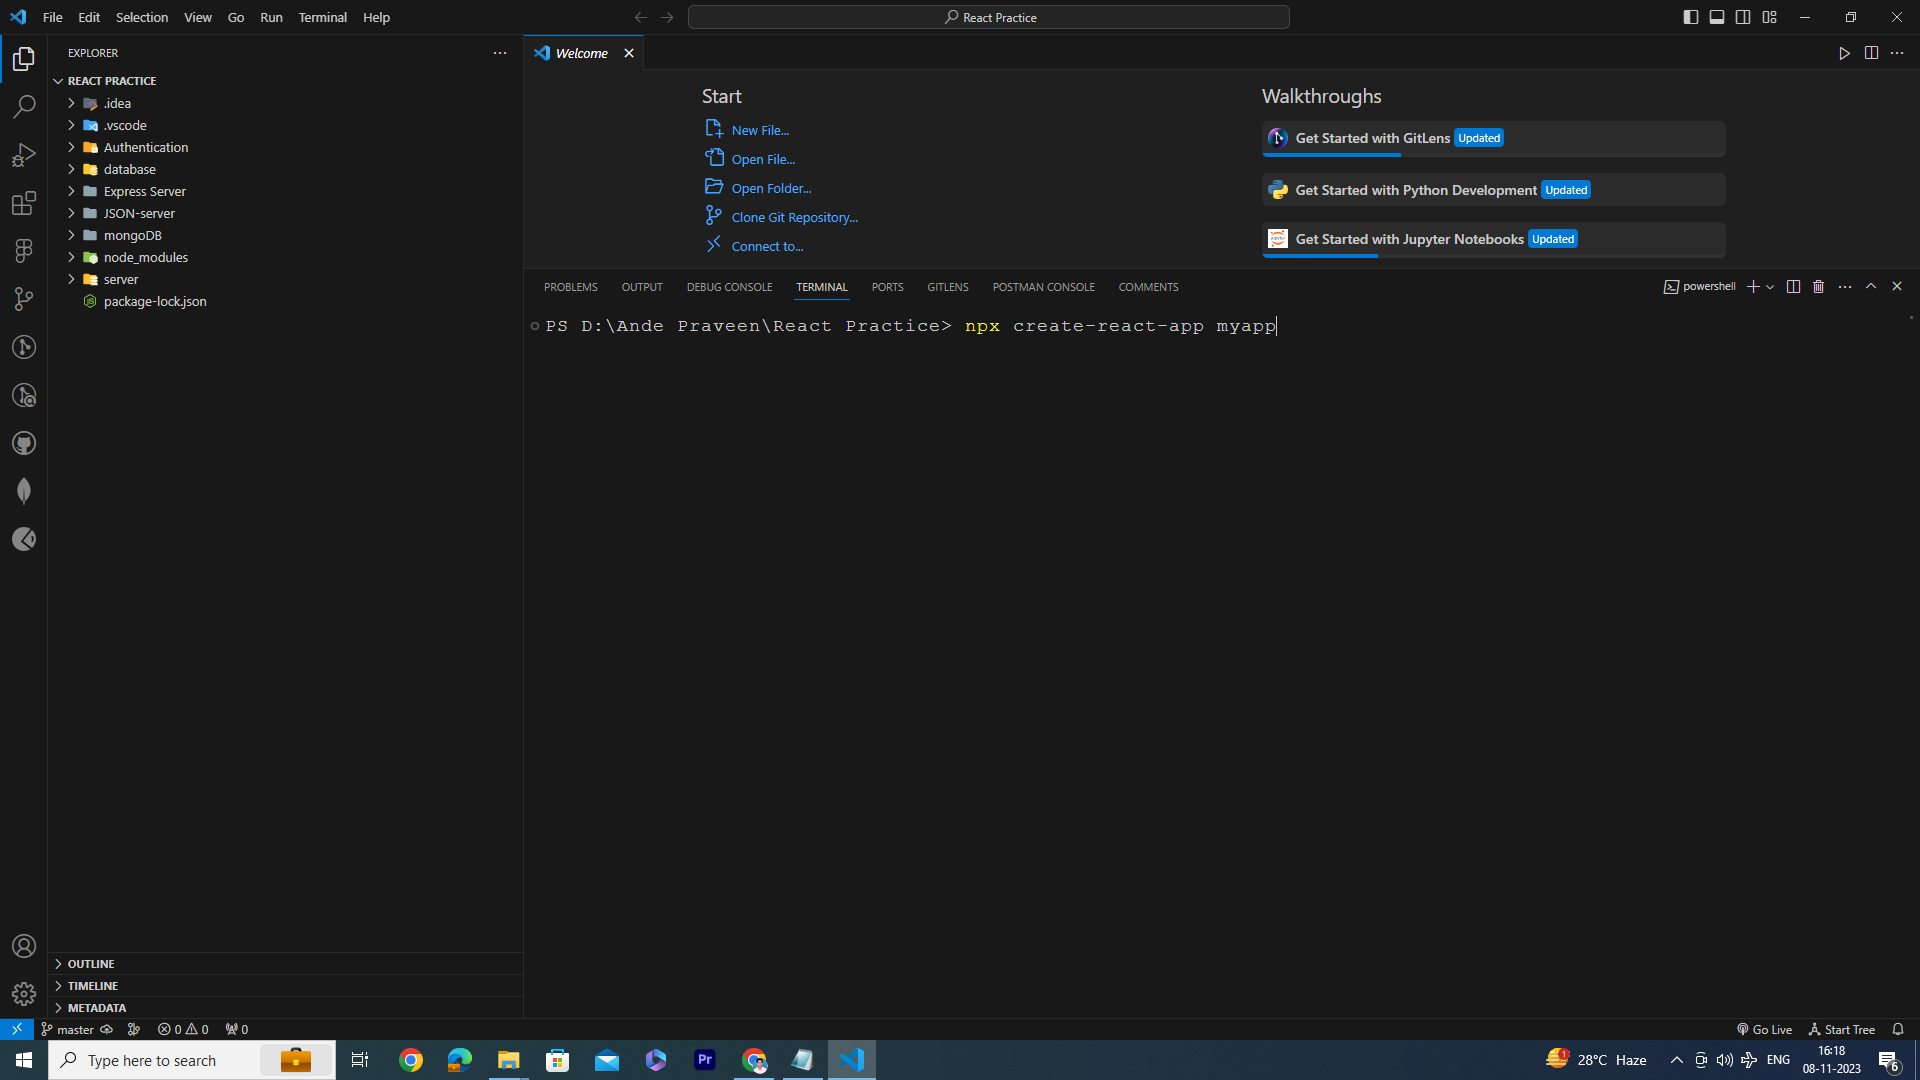 File Edit Selection View Go Run Terminal Help
React Practice
EXPLORER
REACT PRACTICE
.idea
.vscode
Authentication
database
Express Server
JSON-server
mongoDB
node_modules
server
package-lock.json
OUTLINE
TIMELINE
METADATA
Welcome
Start
New File...
Open File...
Open Folder...
Clone Git Repository...
Connect to...
Walkthroughs
Get Started with GitLens Updated
Get Started with Python Development Updated
Get Started with Jupyter Notebooks Updated
PROBLEMS OUTPUT DEBUG CONSOLE TERMINAL PORTS GITLENS POSTMAN CONSOLE COMMENTS
powershell
PS D:\Ande Praveen\React Practice> npx create-react-app myapp
master 0 0 0
Go Live Start Tree
Type here to search
Pr
1 28°C Haze
ENG
16:18
08-11-2023
6